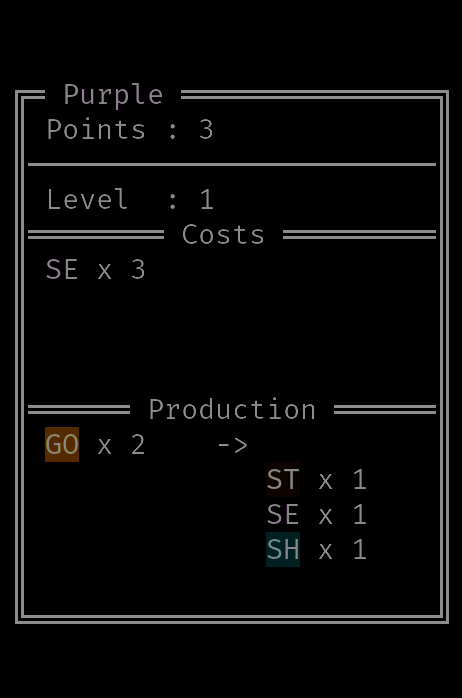 Purple
Points : 3
Level  : 1
Costs
SE x 3
Production
GO x 2    ->
ST x 1
SE x 1
SH x 1